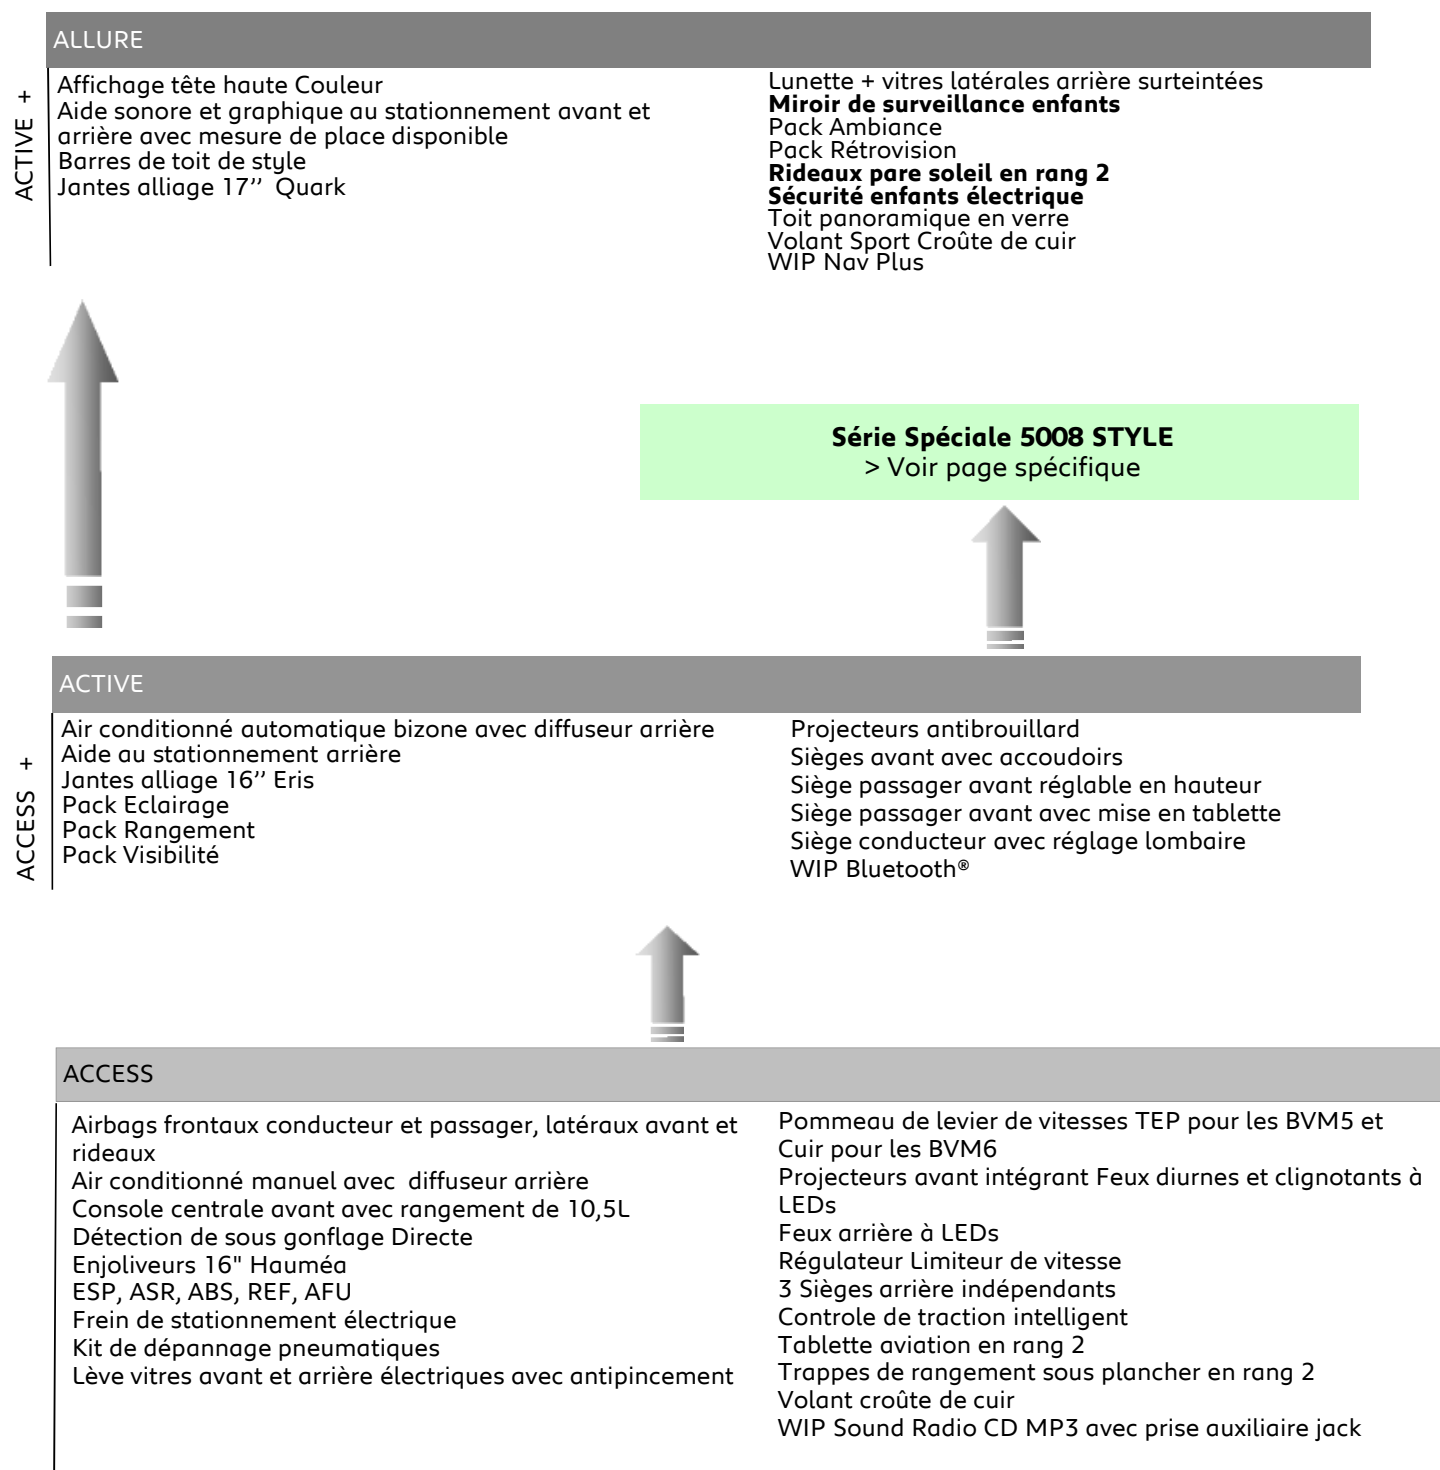 ALLURE
ACTIVE +
Affichage tête haute Couleur
Aide sonore et graphique au stationnement avant et
arrière avec mesure de place disponible
Barres de toit de style
Jantes alliage 17’’ Quark
Lunette + vitres latérales arrière surteintées
Miroir de surveillance enfants
Pack Ambiance
Pack Rétrovision
Rideaux pare soleil en rang 2
Sécurité enfants électrique
Toit panoramique en verre
Volant Sport Croûte de cuir
WIP Nav Plus
Série Spéciale 5008 STYLE
> Voir page spécifique
ACTIVE
ACCESS +
Air conditionné automatique bizone avec diffuseur arrière
Aide au stationnement arrière
Jantes alliage 16’’ Eris
Pack Eclairage
Pack Rangement
Pack Visibilité
Projecteurs antibrouillard
Sièges avant avec accoudoirs
Siège passager avant réglable en hauteur
Siège passager avant avec mise en tablette
Siège conducteur avec réglage lombaire
WIP Bluetooth®
ACCESS
Airbags frontaux conducteur et passager, latéraux avant et
rideaux
Air conditionné manuel avec diffuseur arrière
Console centrale avant avec rangement de 10,5L
Détection de sous gonflage Directe
Enjoliveurs 16" Hauméa
ESP, ASR, ABS, REF, AFU
Frein de stationnement électrique
Kit de dépannage pneumatiques
Lève vitres avant et arrière électriques avec antipincement
Pommeau de levier de vitesses TEP pour les BVM5 et
Cuir pour les BVM6
Projecteurs avant intégrant Feux diurnes et clignotants à
LEDs
Feux arrière à LEDs
Régulateur Limiteur de vitesse
3 Sièges arrière indépendants
Controle de traction intelligent
Tablette aviation en rang 2
Trappes de rangement sous plancher en rang 2
Volant croûte de cuir
WIP Sound Radio CD MP3 avec prise auxiliaire jack